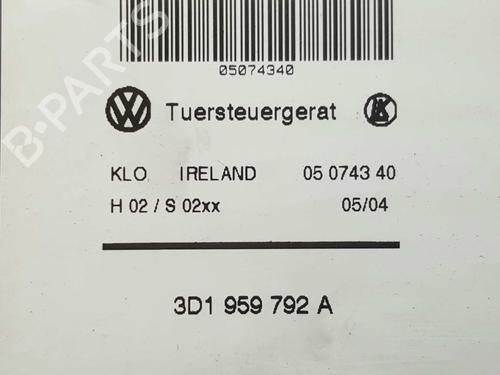 05074340
Tuersteuergerat
KLO IRELAND 05 0743 40
H 02 / S 02xx 05/04
3D1 959 792 A
B-PARTS